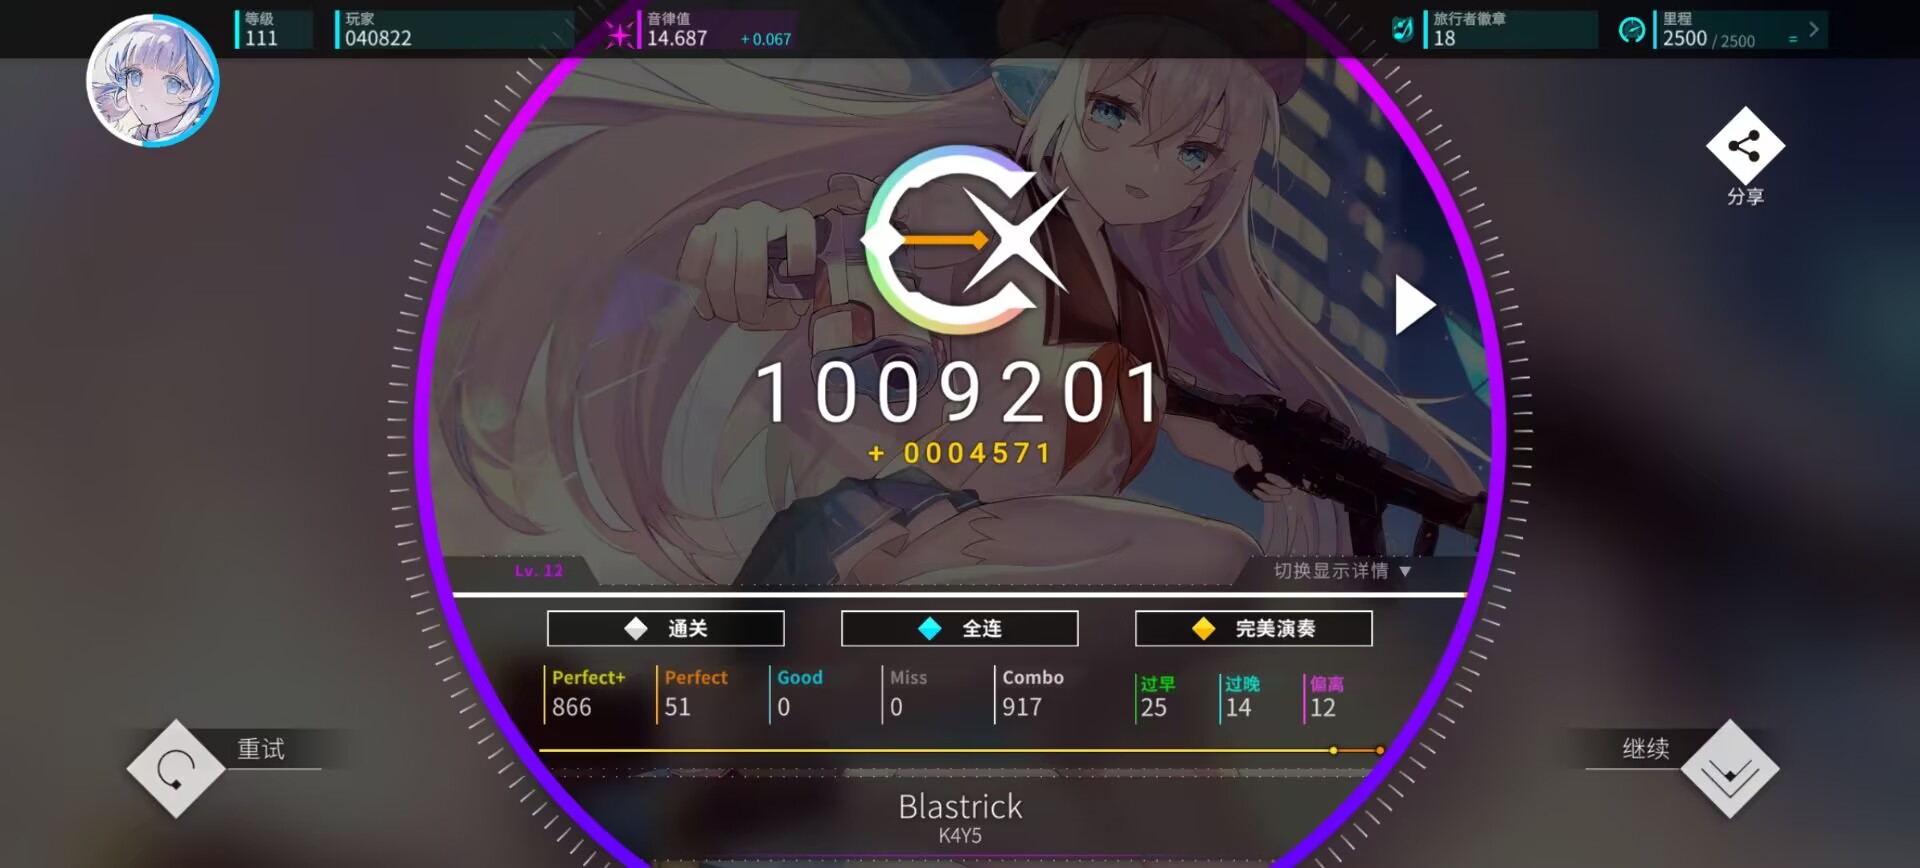 等级
111
玩家
040822
音律值
14.687 +0.067
旅行者徽章
18
里程
2500 / 2500 =
分享
1009201
+ 0004571
Lv. 12
切换显示详情 ▼
通关
全连
完美演奏
Perfect+
866
Perfect
51
Good
0
Miss
0
Combo
917
过早
25
过晚
14
偏离
12
重试
继续
Blastrick
K4Y5